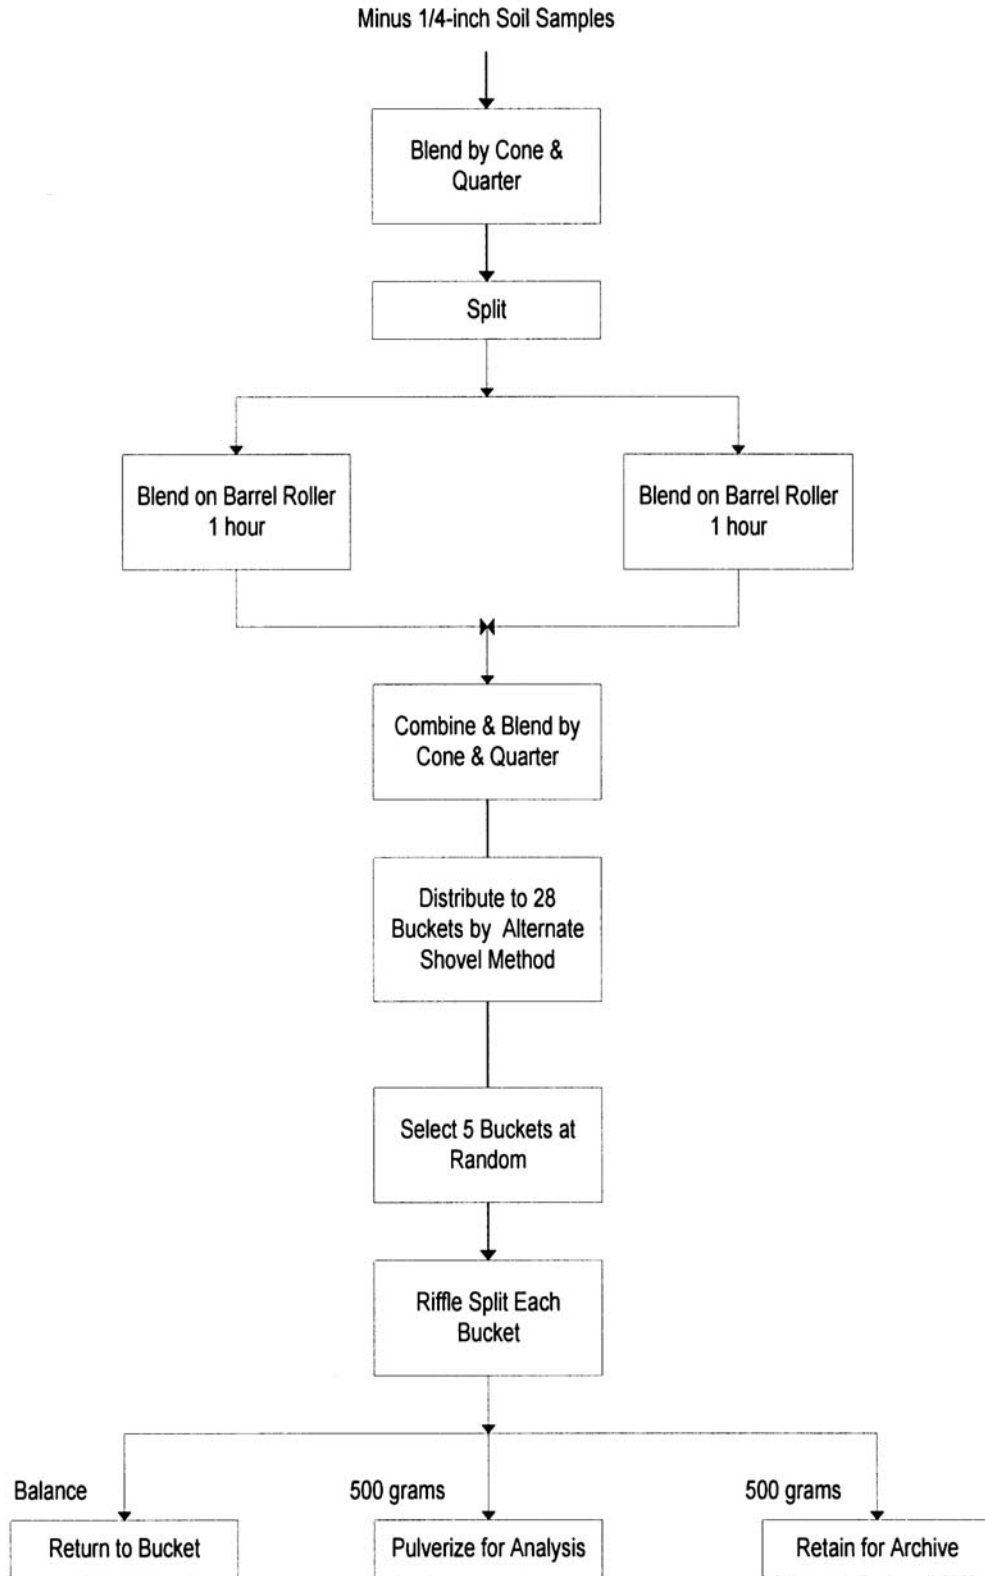 Minus 1/4-inch Soil Samples
Blend by Cone &
Quarter
Split
Blend on Barrel Roller
1 hour
Blend on Barrel Roller
1 hour
Combine & Blend by
Cone & Quarter
Distribute to 28
Buckets by Alternate
Shovel Method
Select 5 Buckets at
Random
Riffle Split Each
Bucket
Balance
500 grams
500 grams
Return to Bucket
Pulverize for Analysis
Retain for Archive